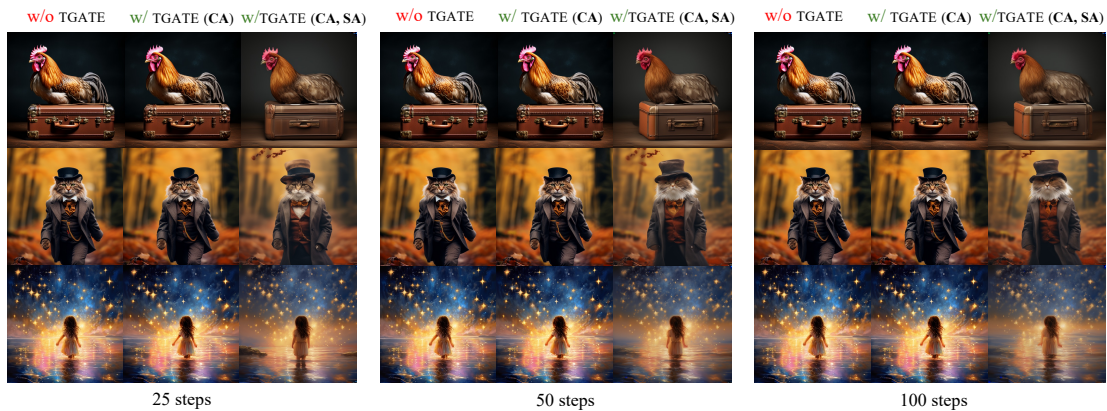 w/o TGATE w/ TGATE (CA) w/TGATE (CA, SA) w/o TGATE w/ TGATE (CA) w/TGATE (CA, SA) w/o TGATE w/ TGATE (CA) w/TGATE (CA, SA)
25 steps 50 steps 100 steps